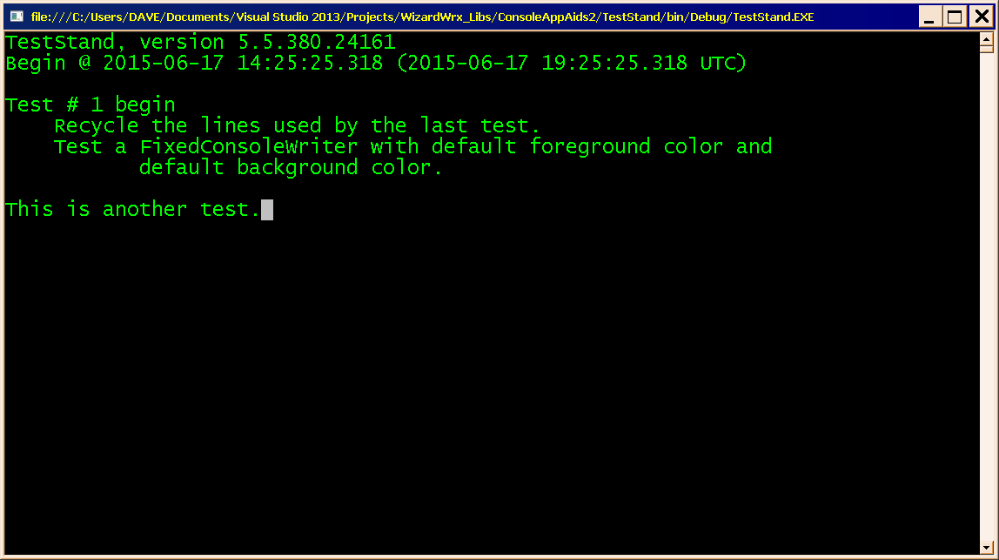 file:///C:/Users/DAVE/Documents/Visual Studio 2013/Projects/WizardWrx_Libs/ConsoleAppAids2/TestStand/bin/Debug/TestStand.EXE
TestStand, version 5.5.380.24161
Begin @ 2015-06-17 14:25:25.318 (2015-06-17 19:25:25.318 UTC)
Test # 1 begin
Recycle the lines used by the last test.
Test a FixedConsoleWriter with default foreground color and
default background color.
This is another test.